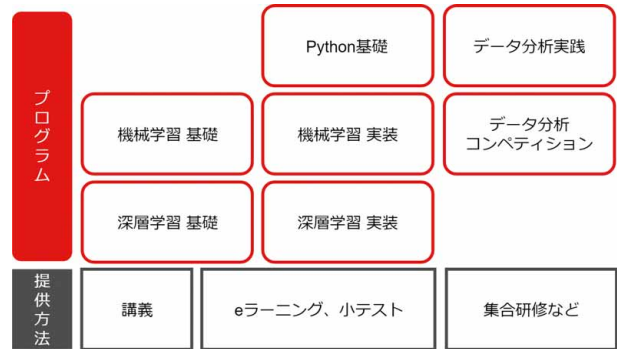 プログラム
Python基礎
データ分析実践
機械学習 基礎
機械学習 実装
データ分析
コンペティション
深層学習 基礎
深層学習 実装
提供方法
講義
eラーニング、小テスト
集合研修など